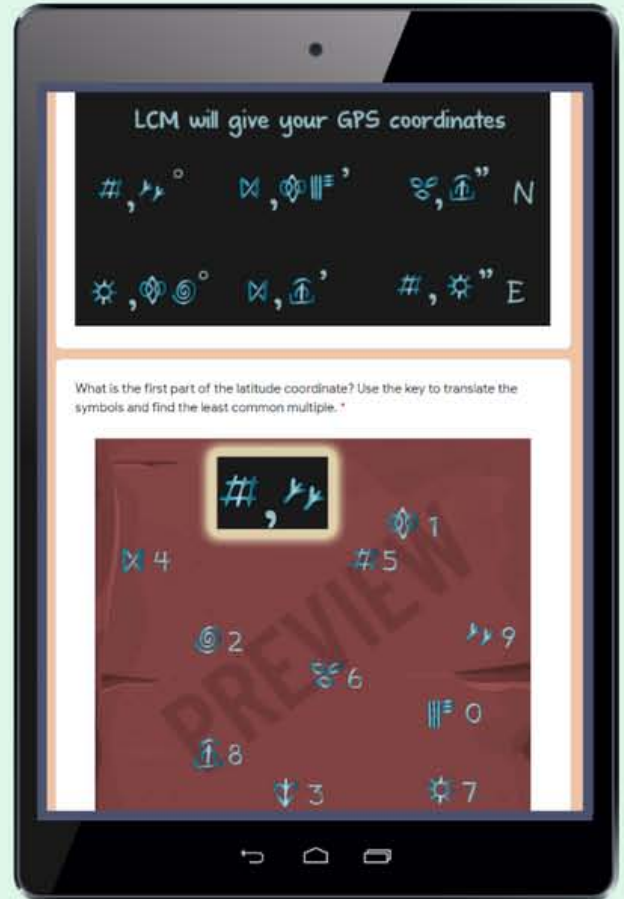 LCM will give your GPS coordinates
, ° , ’ , ” N
, ° , ’ , ” E
What is the first part of the latitude coordinate? Use the key to translate the
symbols and find the least common multiple. *
,
1
4
5
2
9
6
0
8
3
7
PREVIEW